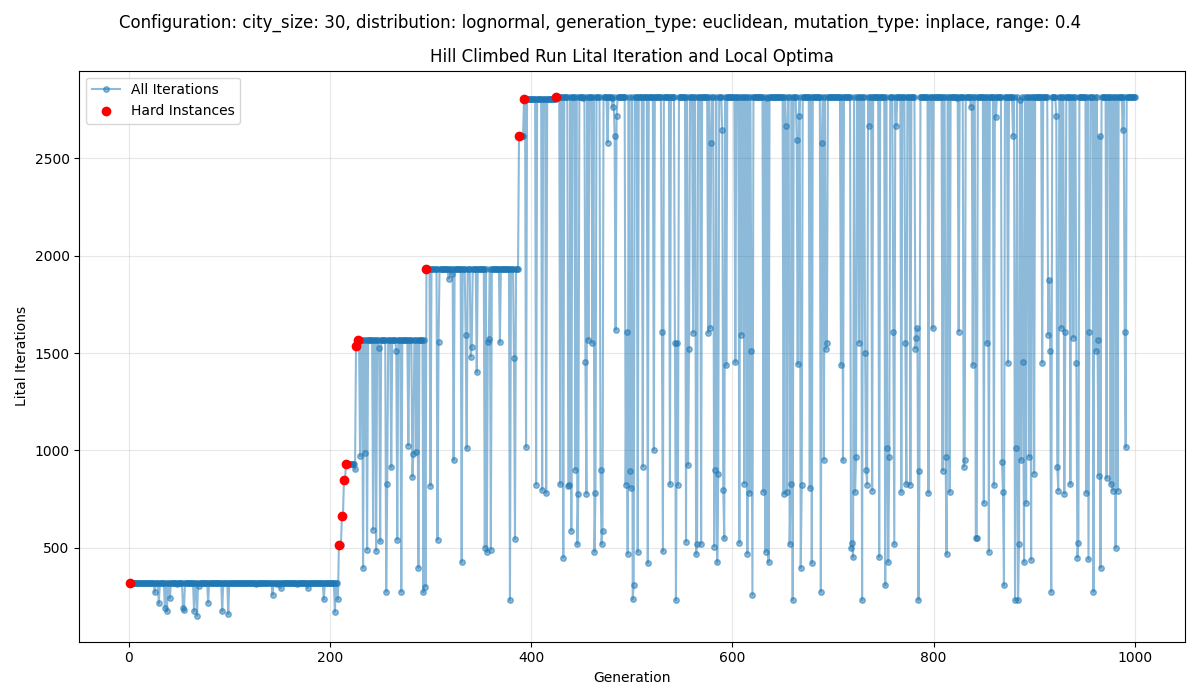 Configuration: city_size: 30, distribution: lognormal, generation_type: euclidean, mutation_type: inplace, range: 0.4
Hill Climbed Run Lital Iteration and Local Optima
All Iterations
Hard Instances
2500
2000
1500
1000
500
Lital Iterations
0 200 400 600 800 1000
Generation